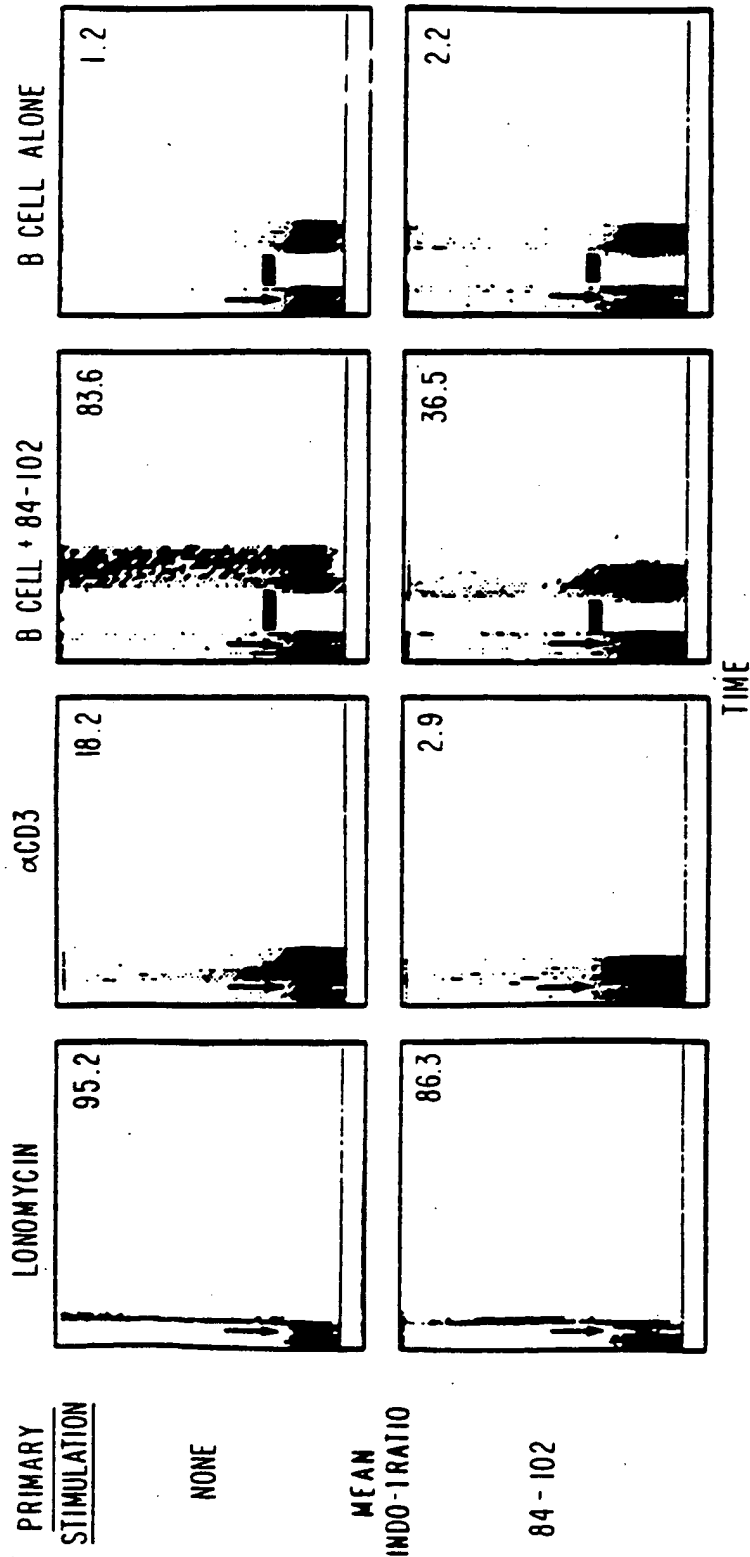 PRIMARY
STIMULATION
LONOMYCIN
αCD3
B CELL + 84-102
B CELL ALONE
NONE
95.2
18.2
83.6
1.2
MEAN
INDO-1 RATIO
84-102
86.3
2.9
36.5
2.2
TIME